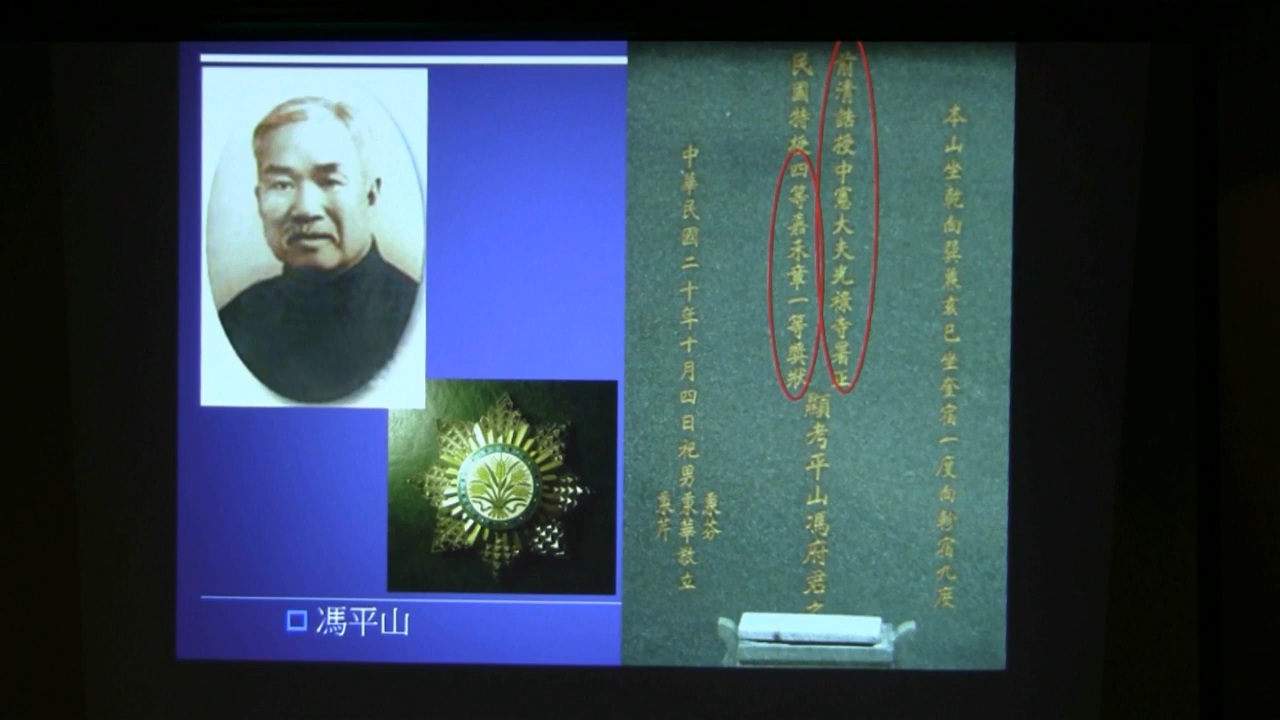 本山坐乾向巽兼亥巳坐奎宿一度向軫宿九度
前清誥授中憲大夫光祿寺署正
民國特授四等嘉禾章一等獎狀
顯考平山馮府君之
中華民國二十年十月四日祀男
秉芬
秉華敬立
秉芹
馮平山